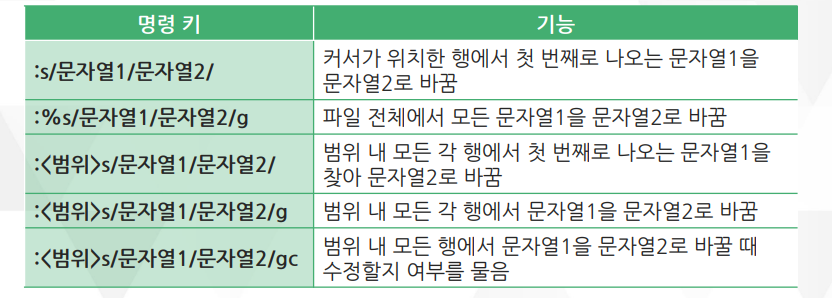 명령 키 기능
:s/문자열1/문자열2/ 커서가 위치한 행에서 첫 번째로 나오는 문자열1을
문자열2로 바꿈
:%s/문자열1/문자열2/g 파일 전체에서 모든 문자열1을 문자열2로 바꿈
:<범위>s/문자열1/문자열2/ 범위 내 모든 각 행에서 첫 번째로 나오는 문자열1을
찾아 문자열2로 바꿈
:<범위>s/문자열1/문자열2/g 범위 내 모든 각 행에서 문자열1을 문자열2로 바꿈
:<범위>s/문자열1/문자열2/gc 범위 내 모든 행에서 문자열1을 문자열2로 바꿀 때
수정할지 여부를 물음